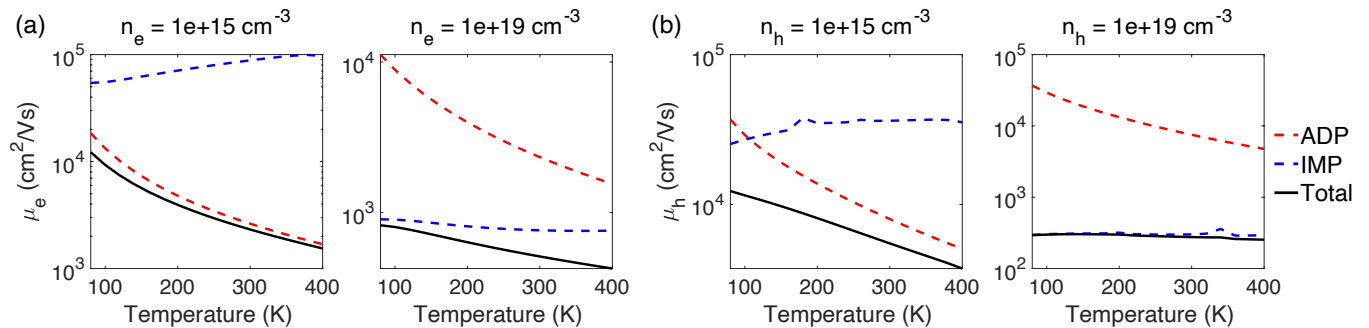 (a)
n_e = 1e+15 cm^-3
n_e = 1e+19 cm^-3
(b)
n_h = 1e+15 cm^-3
n_h = 1e+19 cm^-3
μ_e (cm^2/Vs)
10^5
10^4
10^3
100 200 300 400
Temperature (K)
10^4
10^3
100 200 300 400
Temperature (K)
μ_h (cm^2/Vs)
10^5
10^4
100 200 300 400
Temperature (K)
10^5
10^4
10^3
10^2
100 200 300 400
Temperature (K)
ADP
IMP
Total